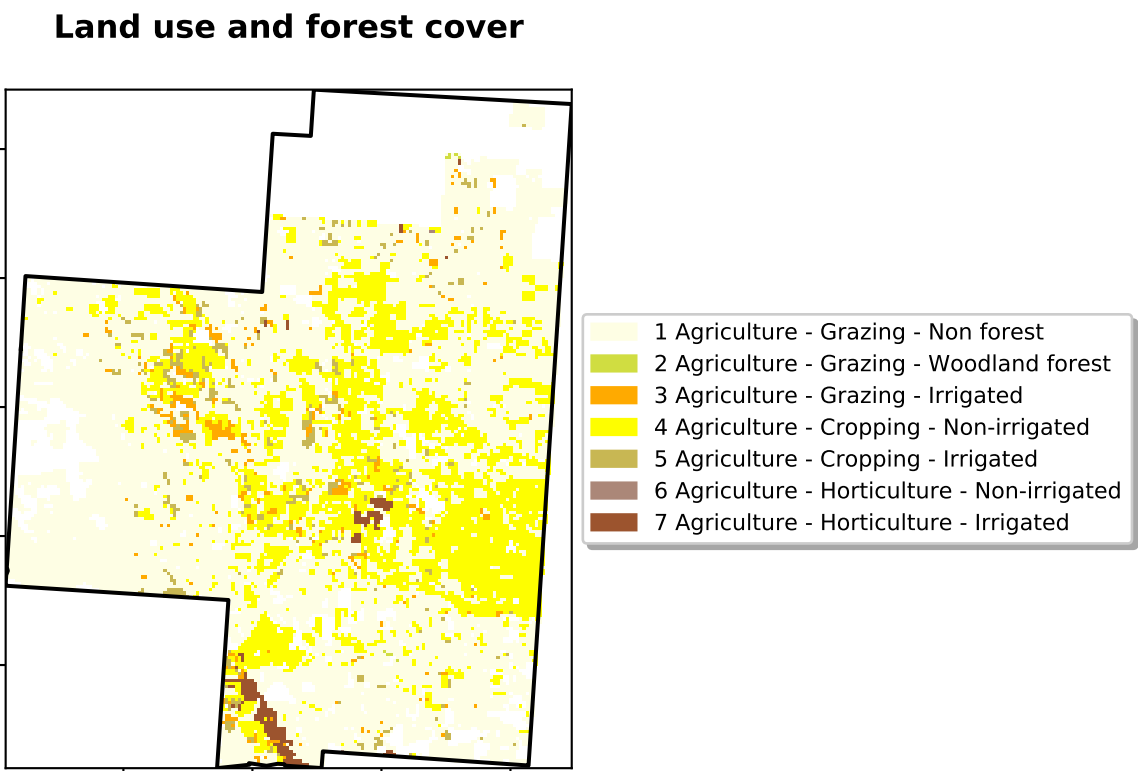 Land use and forest cover
1 Agriculture - Grazing - Non forest
2 Agriculture - Grazing - Woodland forest
3 Agriculture - Grazing - Irrigated
4 Agriculture - Cropping - Non-irrigated
5 Agriculture - Cropping - Irrigated
6 Agriculture - Horticulture - Non-irrigated
7 Agriculture - Horticulture - Irrigated